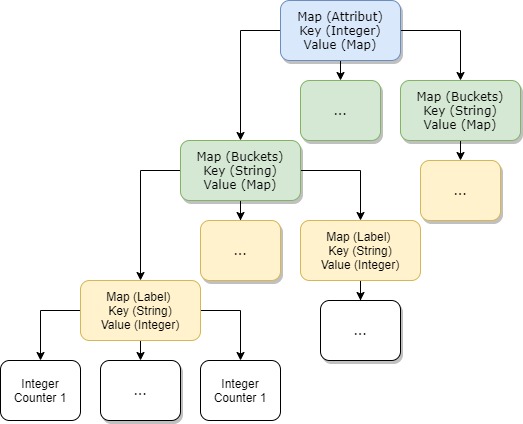 Map (Attribut)
Key (Integer)
Value (Map)
...
Map (Buckets)
Key (String)
Value (Map)
Map (Buckets)
Key (String)
Value (Map)
...
...
Map (Label)
Key (String)
Value (Integer)
Map (Label)
Key (String)
Value (Integer)
...
Integer
Counter 1
...
Integer
Counter 1